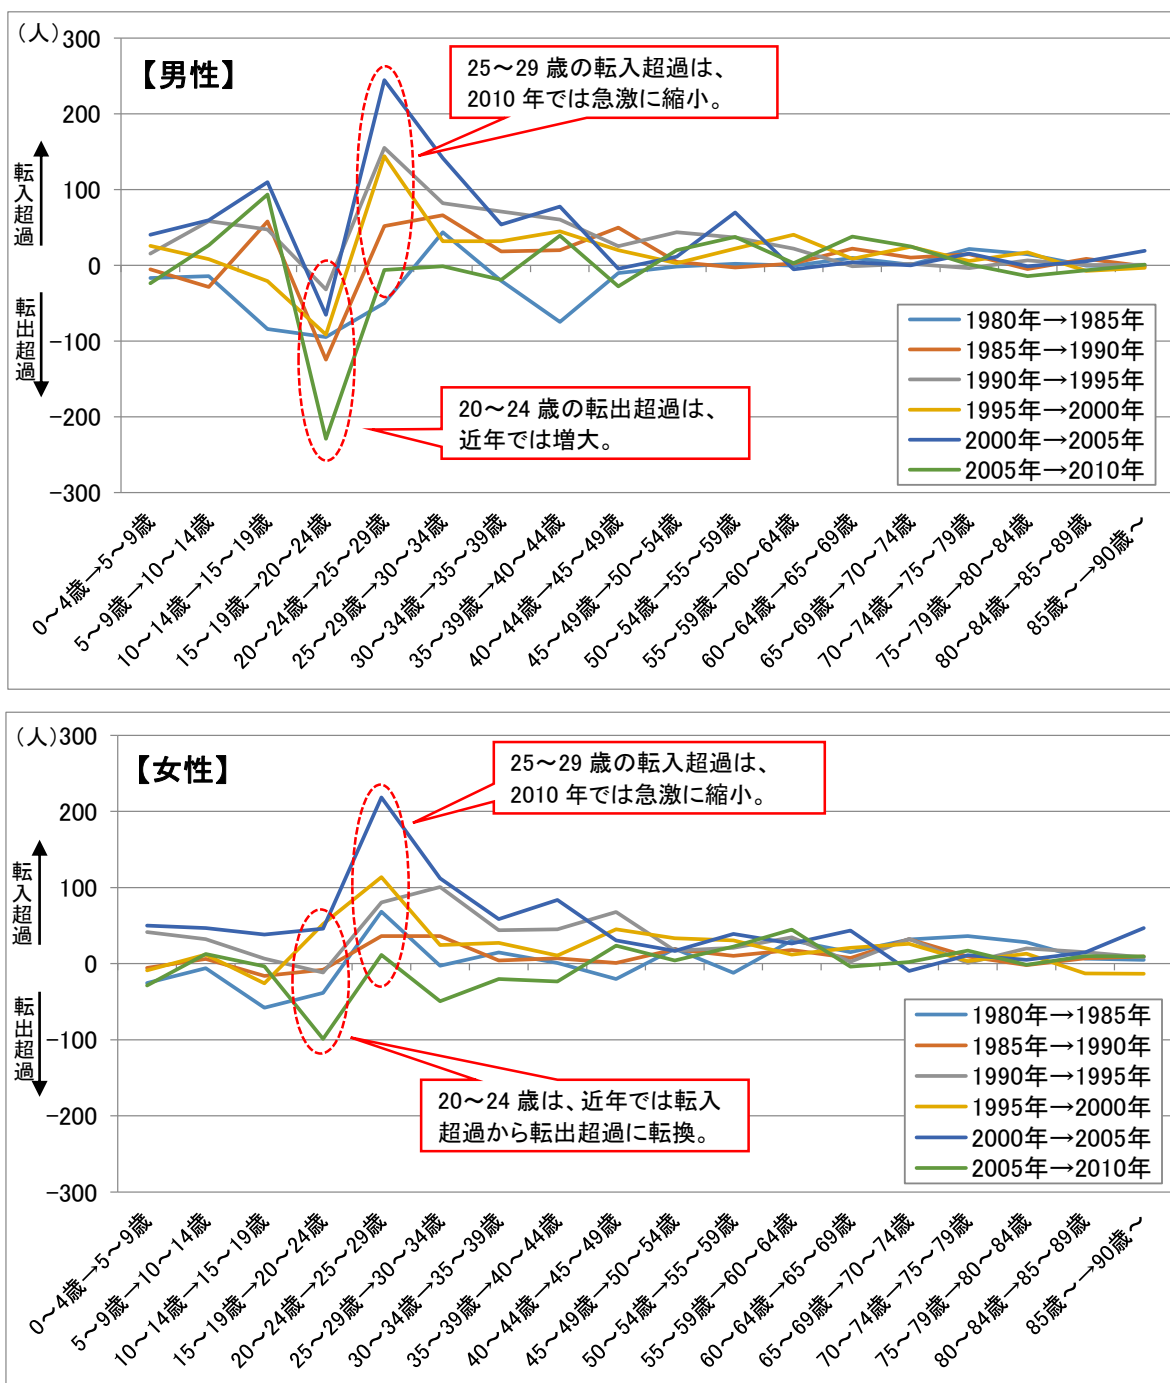 (人)
300
200
100
0
-100
-200
-300
【男性】
転入超過
転出超過
25～29 歳の転入超過は、
2010 年では急激に縮小。
20～24 歳の転出超過は、
近年では増大。
1980年→1985年
1985年→1990年
1990年→1995年
1995年→2000年
2000年→2005年
2005年→2010年
0～4歳→5～9歳
5～9歳→10～14歳
10～14歳→15～19歳
15～19歳→20～24歳
20～24歳→25～29歳
25～29歳→30～34歳
30～34歳→35～39歳
35～39歳→40～44歳
40～44歳→45～49歳
45～49歳→50～54歳
50～54歳→55～59歳
55～59歳→60～64歳
60～64歳→65～69歳
65～69歳→70～74歳
70～74歳→75～79歳
75～79歳→80～84歳
80～84歳→85～89歳
85歳～→90歳～
(人)
300
200
100
0
-100
-200
-300
【女性】
転入超過
転出超過
25～29 歳の転入超過は、
2010 年では急激に縮小。
20～24 歳は、近年では転入
超過から転出超過に転換。
1980年→1985年
1985年→1990年
1990年→1995年
1995年→2000年
2000年→2005年
2005年→2010年
0～4歳→5～9歳
5～9歳→10～14歳
10～14歳→15～19歳
15～19歳→20～24歳
20～24歳→25～29歳
25～29歳→30～34歳
30～34歳→35～39歳
35～39歳→40～44歳
40～44歳→45～49歳
45～49歳→50～54歳
50～54歳→55～59歳
55～59歳→60～64歳
60～64歳→65～69歳
65～69歳→70～74歳
70～74歳→75～79歳
75～79歳→80～84歳
80～84歳→85～89歳
85歳～→90歳～